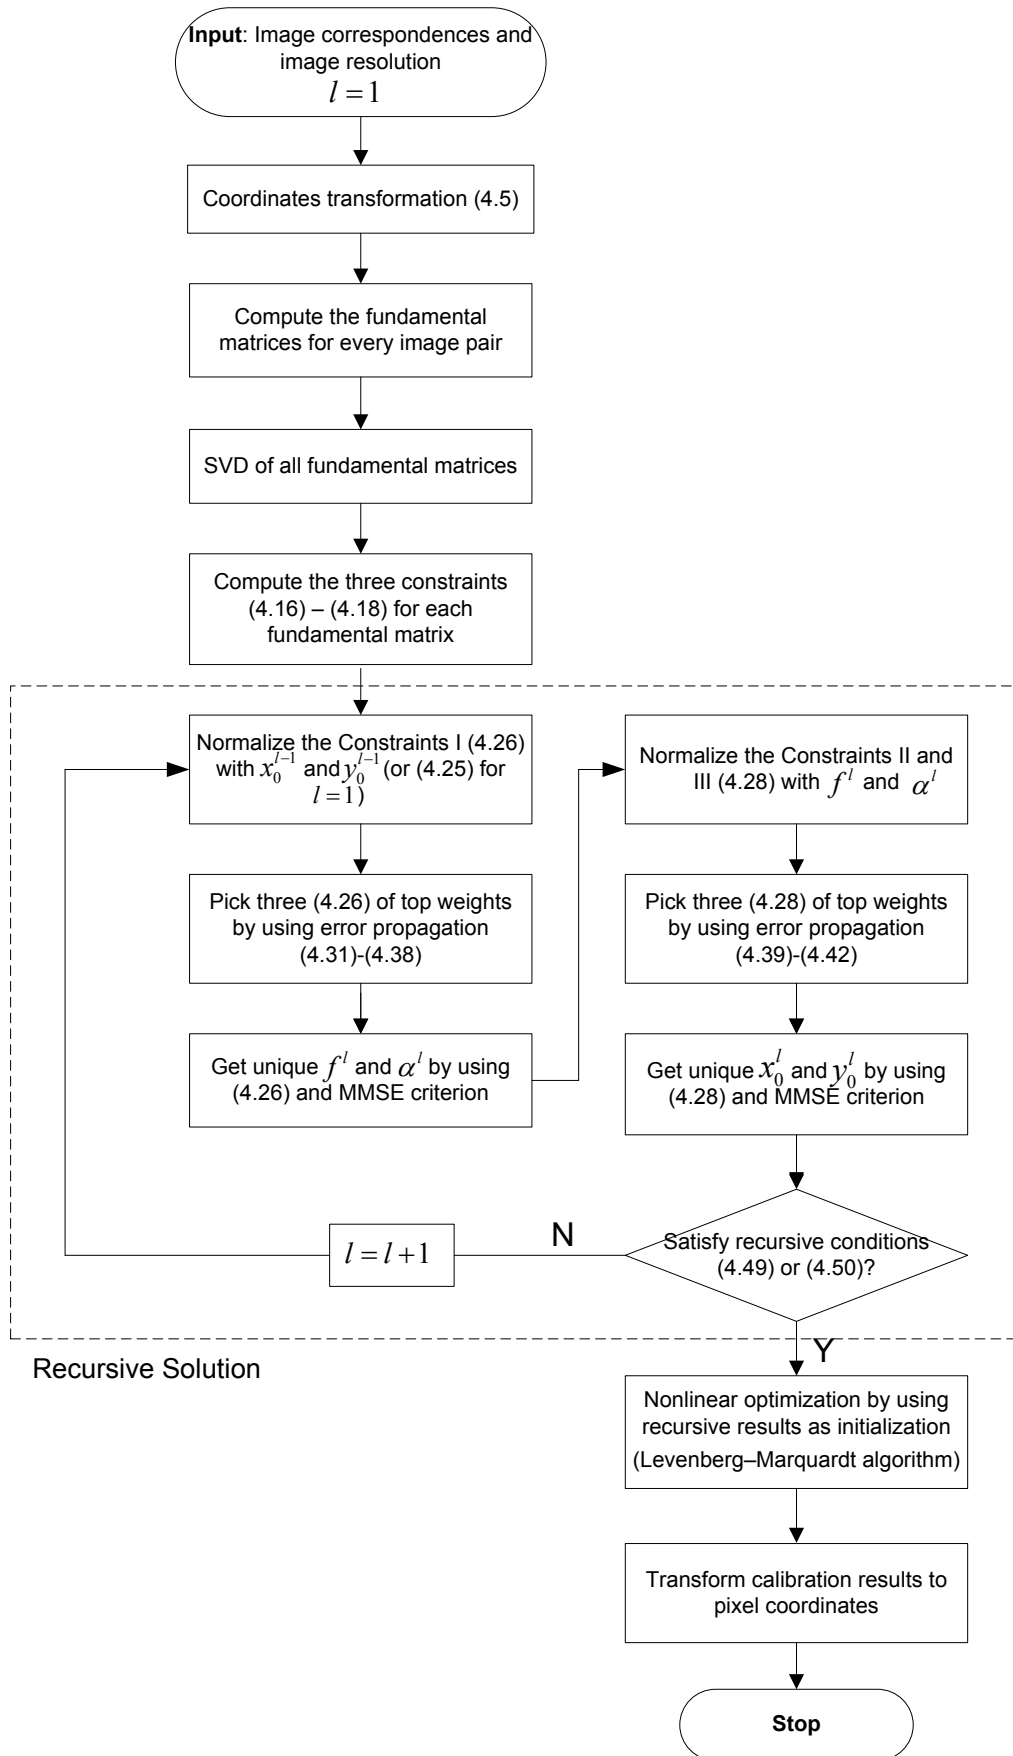 Input: Image correspondences and
image resolution
l = 1
Coordinates transformation (4.5)
Compute the fundamental
matrices for every image pair
SVD of all fundamental matrices
Compute the three constraints
(4.16) – (4.18) for each
fundamental matrix
Normalize the Constraints I (4.26)
with x_0^{l-1} and y_0^{l-1} (or (4.25) for
l = 1)
Pick three (4.26) of top weights
by using error propagation
(4.31)-(4.38)
Get unique f^l and α^l by using
(4.26) and MMSE criterion
Normalize the Constraints II and
III (4.28) with f^l and α^l
Pick three (4.28) of top weights
by using error propagation
(4.39)-(4.42)
Get unique x_0^l and y_0^l by using
(4.28) and MMSE criterion
Satisfy recursive conditions
(4.49) or (4.50)?
N
l = l + 1
Y
Recursive Solution
Nonlinear optimization by using
recursive results as initialization
(Levenberg–Marquardt algorithm)
Transform calibration results to
pixel coordinates
Stop